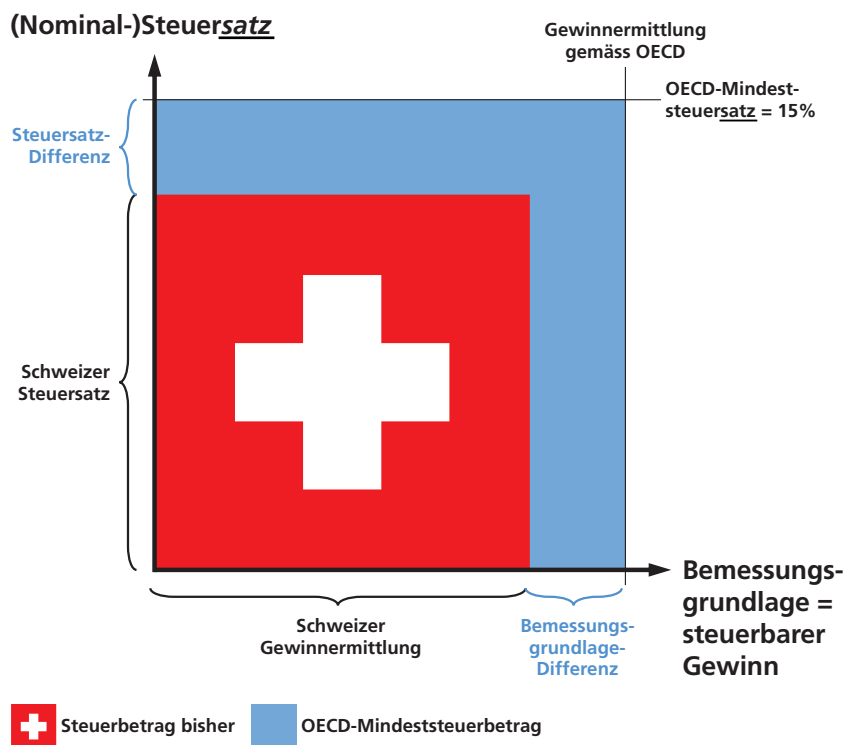 (Nominal-)Steuersatz
Gewinnermittlung
gemäss OECD
OECD-Mindest-
steuersatz = 15%
Steuersatz-
Differenz
Schweizer
Steuersatz
Schweizer
Gewinnermittlung
Bemessungs-
grundlage-
Differenz
Bemessungs-
grundlage =
steuerbarer
Gewinn
Steuerbetrag bisher
OECD-Mindeststeuerbetrag